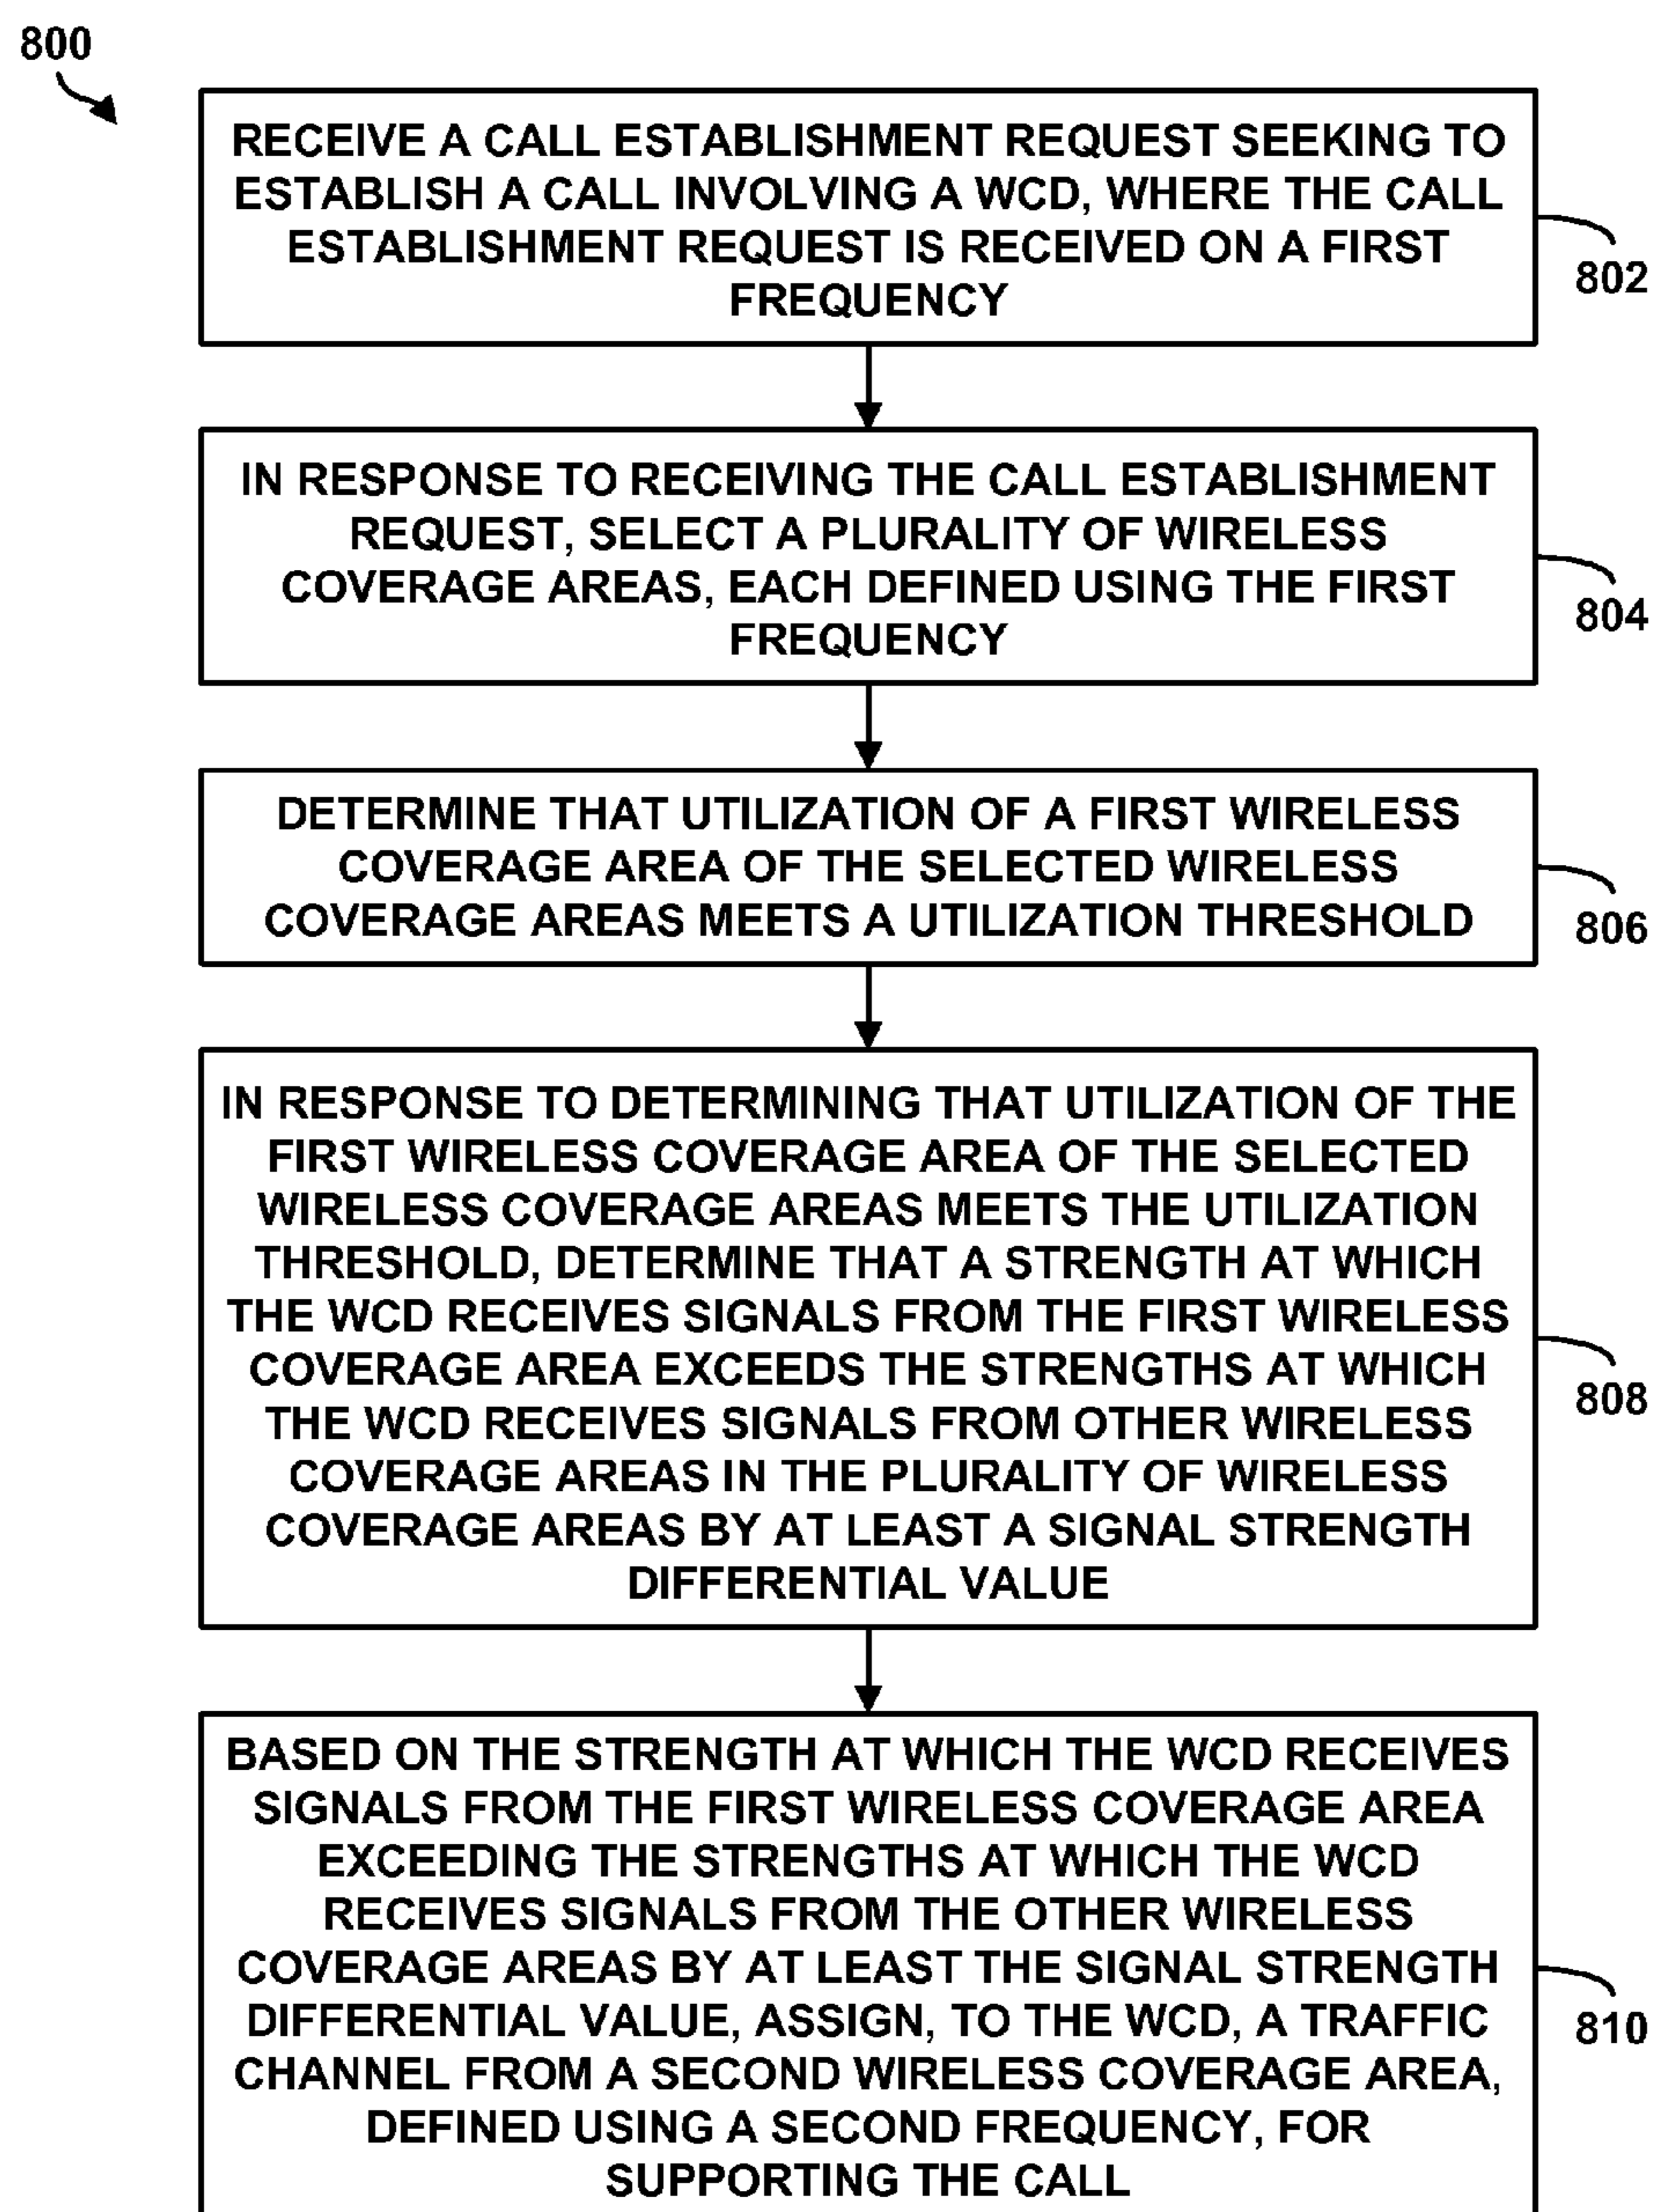 800
RECEIVE A CALL ESTABLISHMENT REQUEST SEEKING TO
ESTABLISH A CALL INVOLVING A WCD, WHERE THE CALL
ESTABLISHMENT REQUEST IS RECEIVED ON A FIRST
FREQUENCY
802
IN RESPONSE TO RECEIVING THE CALL ESTABLISHMENT
REQUEST, SELECT A PLURALITY OF WIRELESS
COVERAGE AREAS, EACH DEFINED USING THE FIRST
FREQUENCY
804
DETERMINE THAT UTILIZATION OF A FIRST WIRELESS
COVERAGE AREA OF THE SELECTED WIRELESS
COVERAGE AREAS MEETS A UTILIZATION THRESHOLD
806
IN RESPONSE TO DETERMINING THAT UTILIZATION OF THE
FIRST WIRELESS COVERAGE AREA OF THE SELECTED
WIRELESS COVERAGE AREAS MEETS THE UTILIZATION
THRESHOLD, DETERMINE THAT A STRENGTH AT WHICH
THE WCD RECEIVES SIGNALS FROM THE FIRST WIRELESS
COVERAGE AREA EXCEEDS THE STRENGTHS AT WHICH
THE WCD RECEIVES SIGNALS FROM OTHER WIRELESS
COVERAGE AREAS IN THE PLURALITY OF WIRELESS
COVERAGE AREAS BY AT LEAST A SIGNAL STRENGTH
DIFFERENTIAL VALUE
808
BASED ON THE STRENGTH AT WHICH THE WCD RECEIVES
SIGNALS FROM THE FIRST WIRELESS COVERAGE AREA
EXCEEDING THE STRENGTHS AT WHICH THE WCD
RECEIVES SIGNALS FROM THE OTHER WIRELESS
COVERAGE AREAS BY AT LEAST THE SIGNAL STRENGTH
DIFFERENTIAL VALUE, ASSIGN, TO THE WCD, A TRAFFIC
CHANNEL FROM A SECOND WIRELESS COVERAGE AREA,
DEFINED USING A SECOND FREQUENCY, FOR
SUPPORTING THE CALL
810